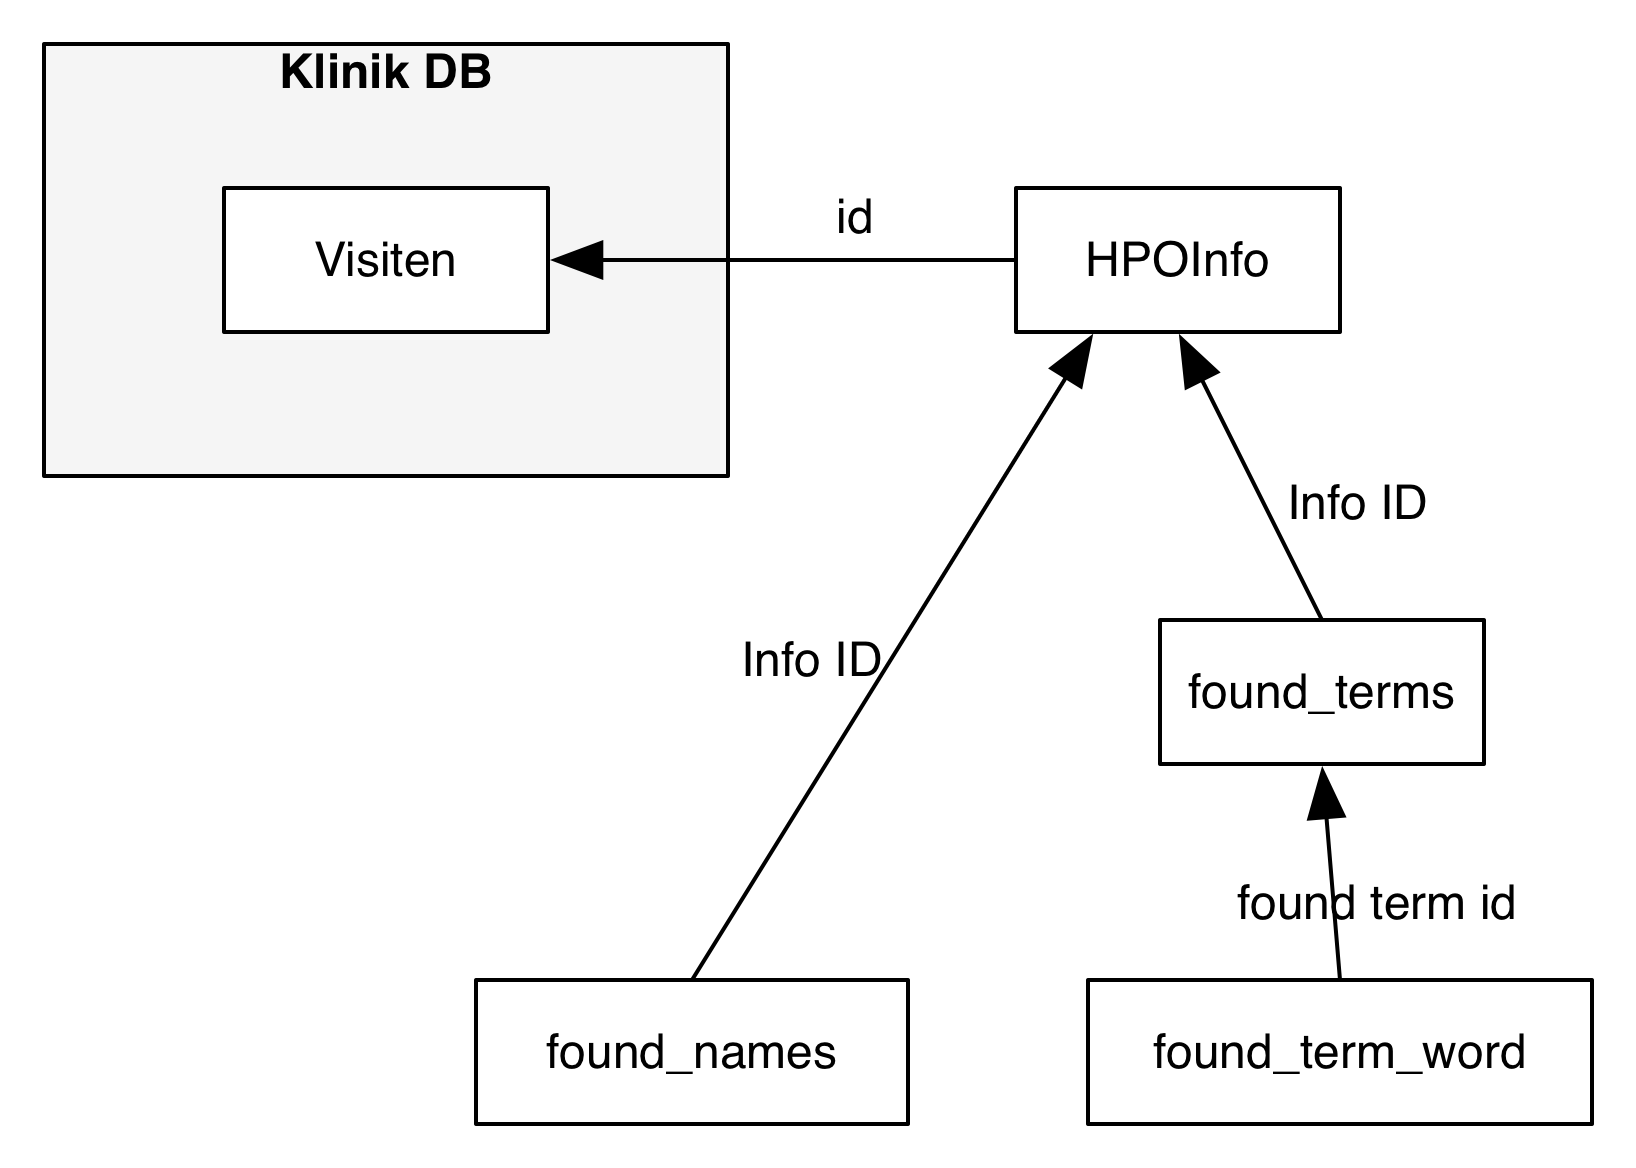 Klinik DB
id
Visiten
HPOInfo
Info ID
Info ID
found_terms
found term id
found_names
found_term_word